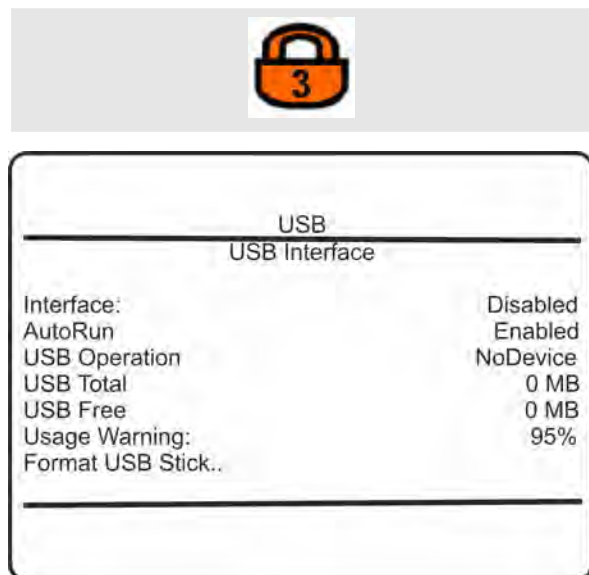 3
USB
USB Interface
Interface: Disabled
AutoRun Enabled
USB Operation NoDevice
USB Total 0 MB
USB Free 0 MB
Usage Warning: 95%
Format USB Stick..